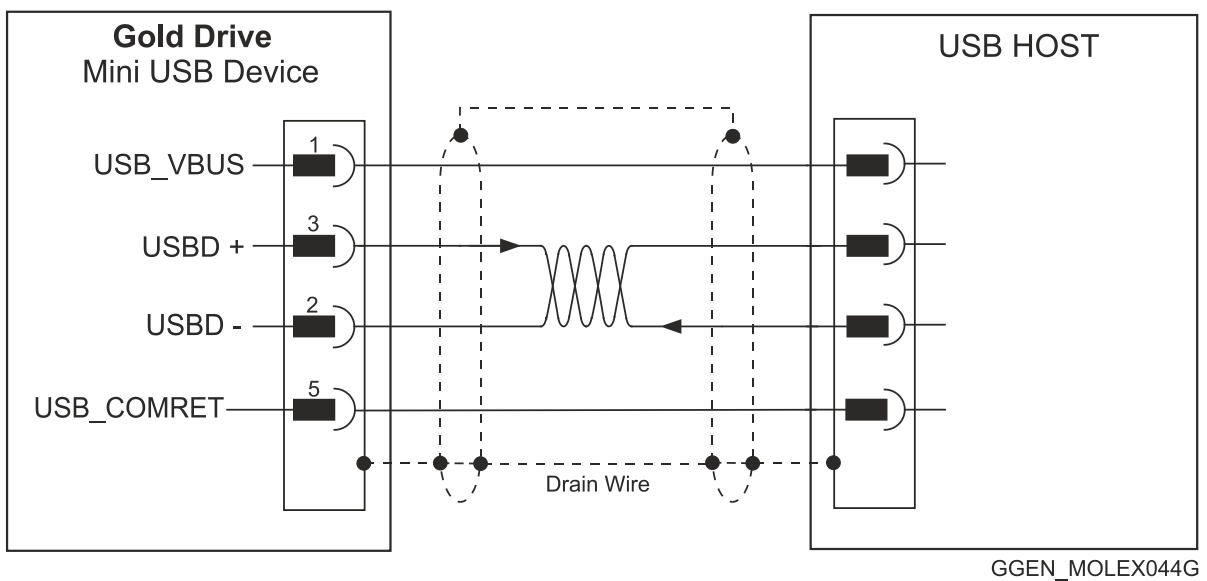 Gold Drive
Mini USB Device
USB HOST
USB_VBUS
1
USBD +
3
USBD -
2
USB_COMRET
5
Drain Wire
GGEN_MOLEX044G